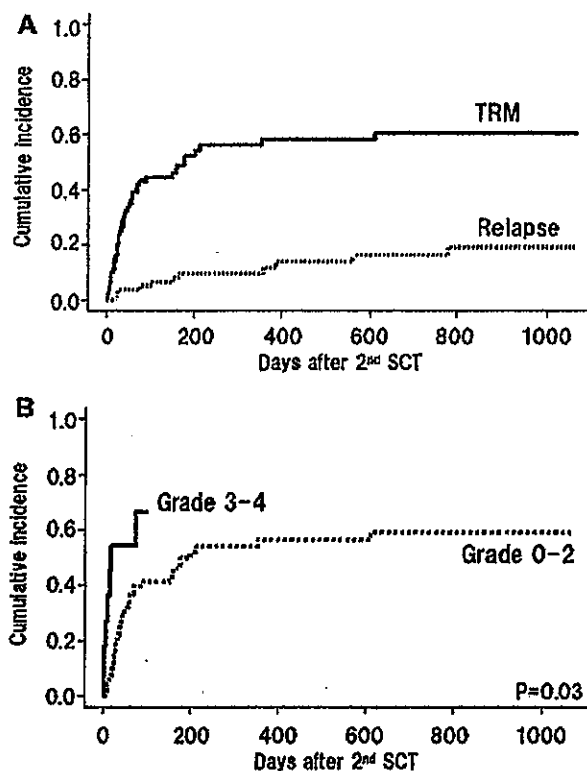 A
1.0
0.8
0.6
0.4
0.2
0.0
Cumulative incidence
TRM
Relapse
0 200 400 600 800 1000
Days after 2nd SCT
B
1.0
0.8
0.6
0.4
0.2
0.0
Cumulative incidence
Grade 3-4
Grade 0-2
P=0.03
0 200 400 600 800 1000
Days after 2nd SCT